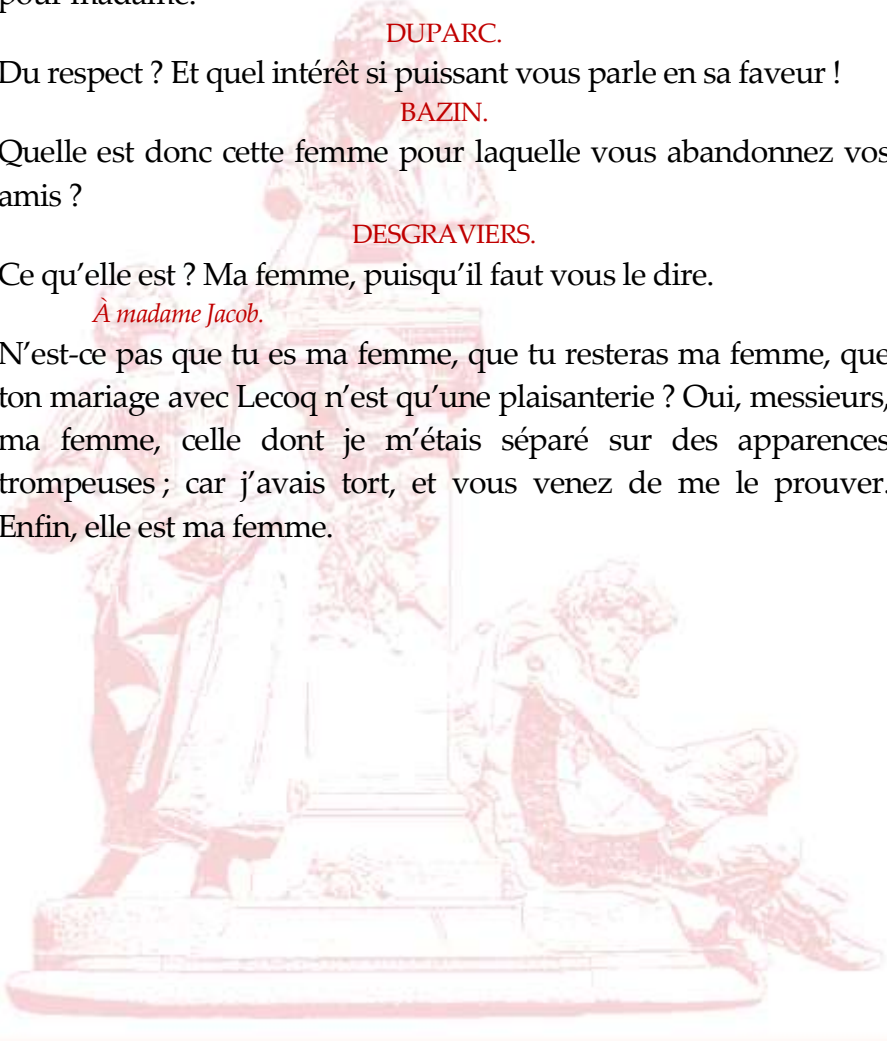 pour madame.
DUPARC.
Du respect ? Et quel intérêt si puissant vous parle en sa faveur !
BAZIN.
Quelle est donc cette femme pour laquelle vous abandonnez vos
amis ?
DESGRAVIERS.
Ce qu’elle est ? Ma femme, puisqu’il faut vous le dire.
À madame Jacob.
N’est-ce pas que tu es ma femme, que tu resteras ma femme, que
ton mariage avec Lecoq n’est qu’une plaisanterie ? Oui, messieurs,
ma femme, celle dont je m’étais séparé sur des apparences
trompeuses ; car j’avais tort, et vous venez de me le prouver.
Enfin, elle est ma femme.